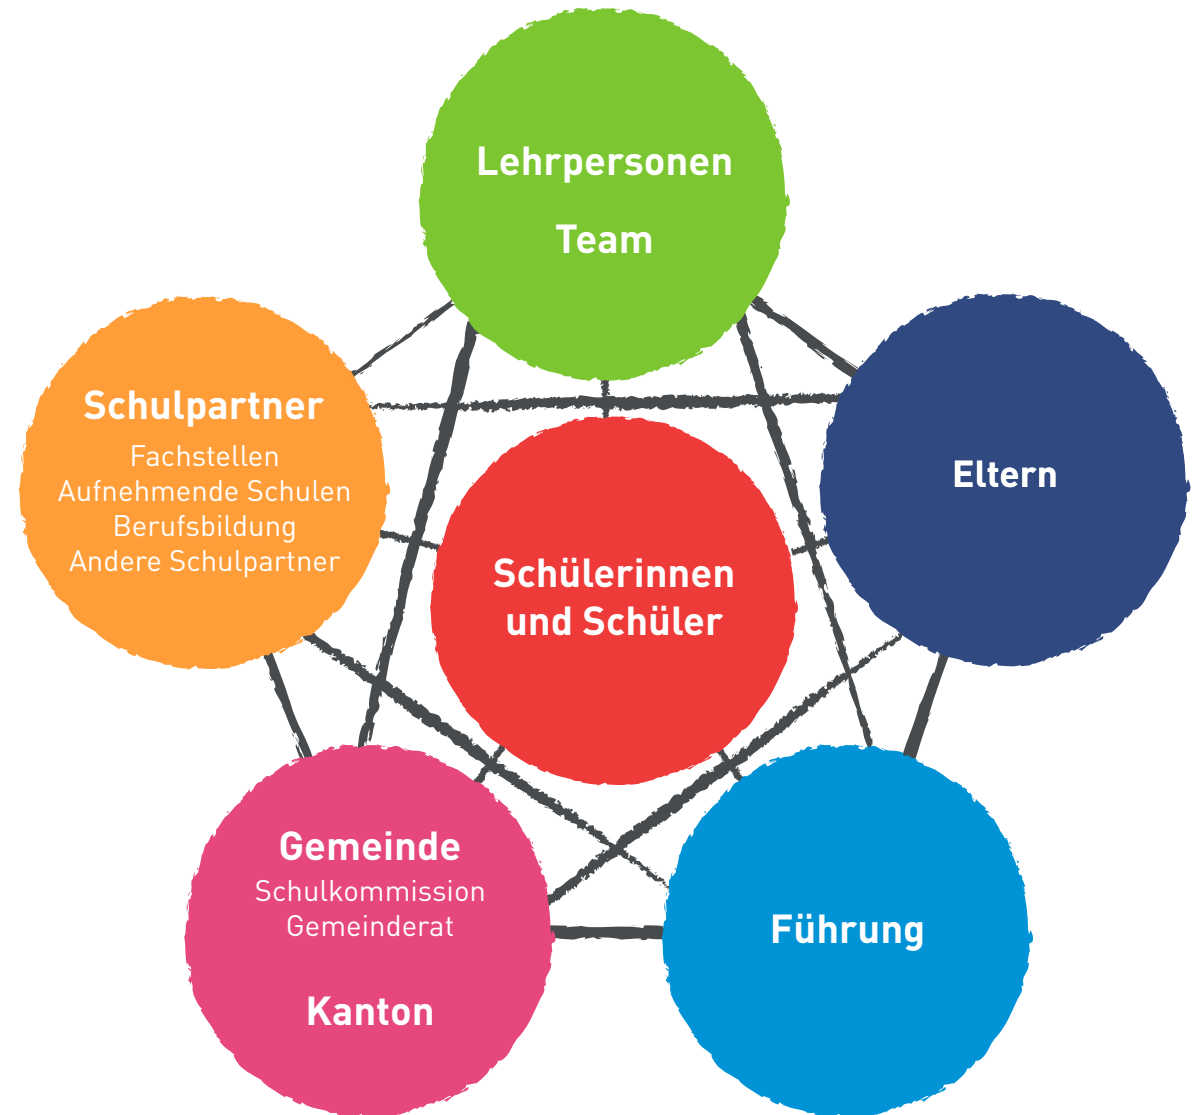 Lehrpersonen
Team
Schulpartner
Fachstellen
Aufnehmende Schulen
Berufsbildung
Andere Schulpartner
Eltern
Schülerinnen
und Schüler
Gemeinde
Schulkommission
Gemeinderat
Kanton
Führung